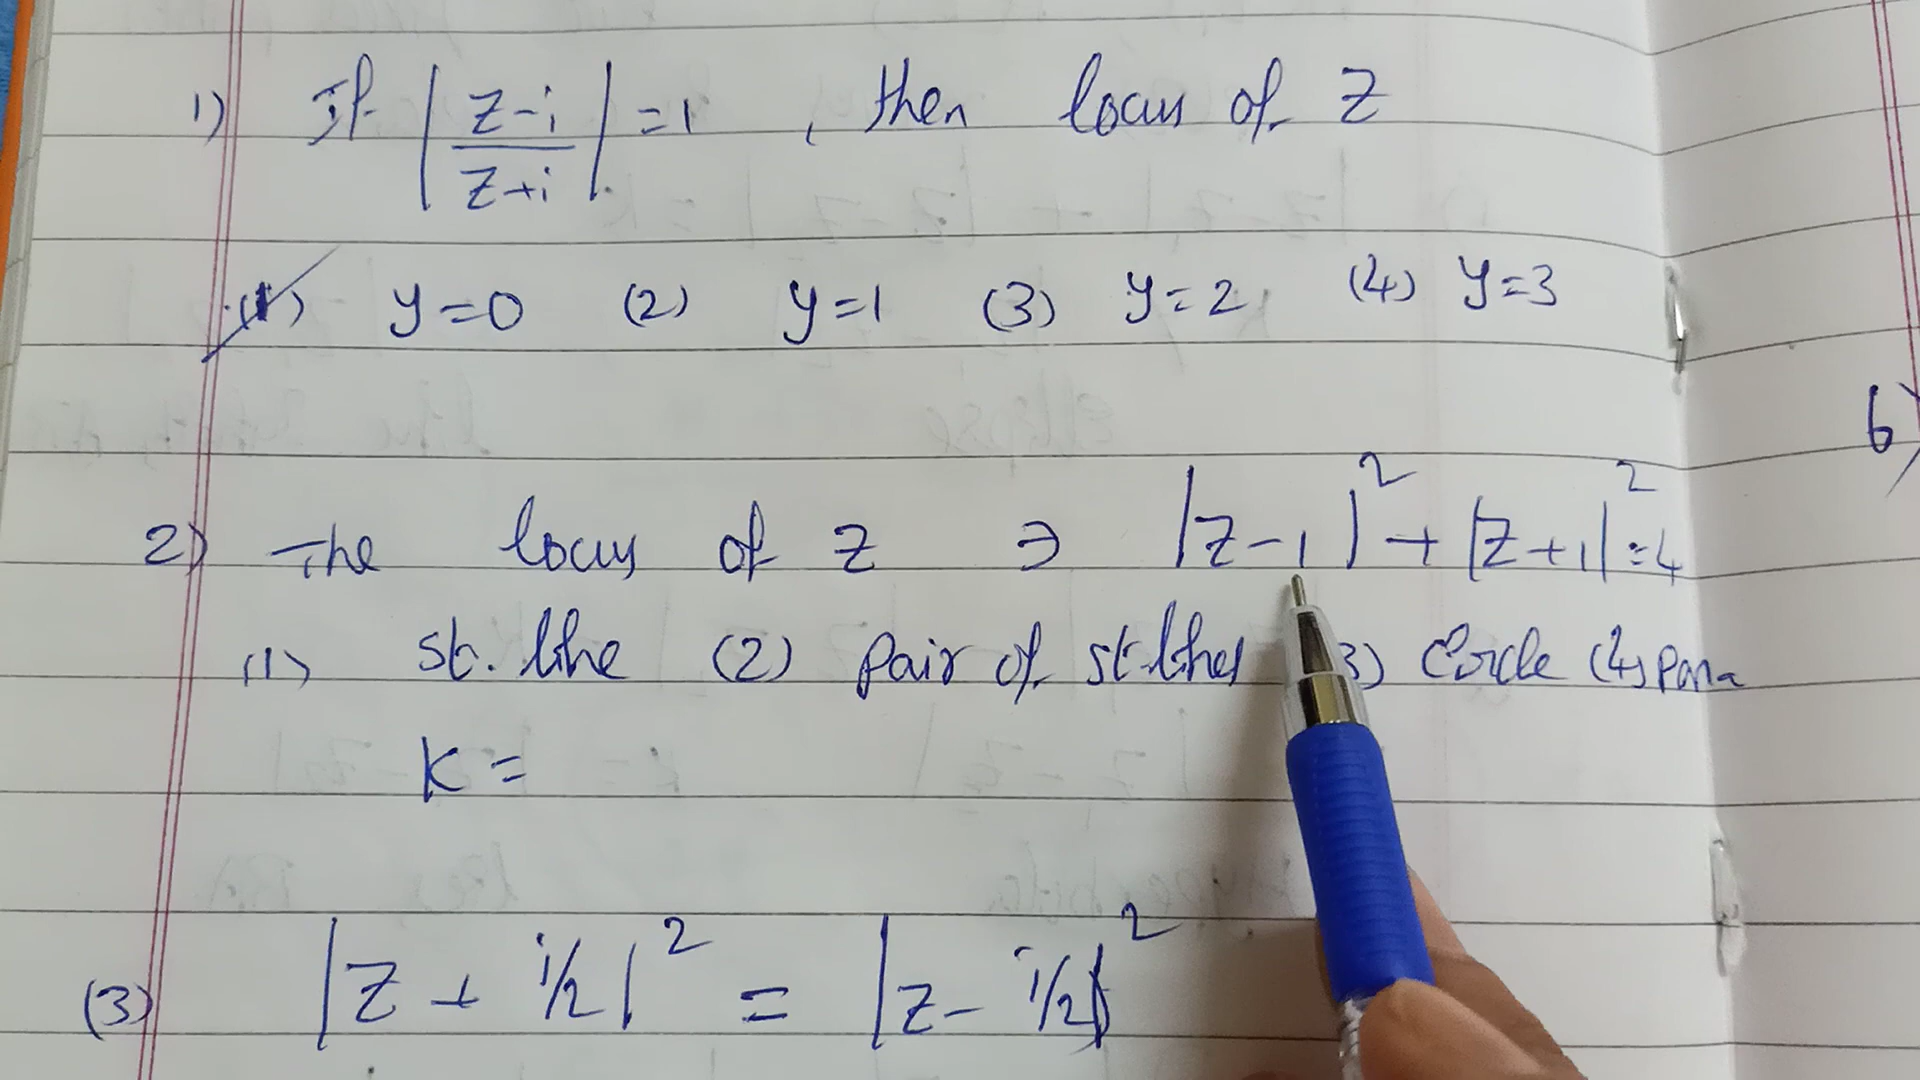 1) If |z-i/z+i| = 1, then locus of z
(1) y=0 (2) y=1 (3) y=2 (4) y=3
6)
2) The locus of z ∋ |z-1|² + |z+1|² = 4
(1) st. line (2) pair of st. lines 3) Circle (4) para
K =
(3) |z + i/2|² = |z - i/2|²